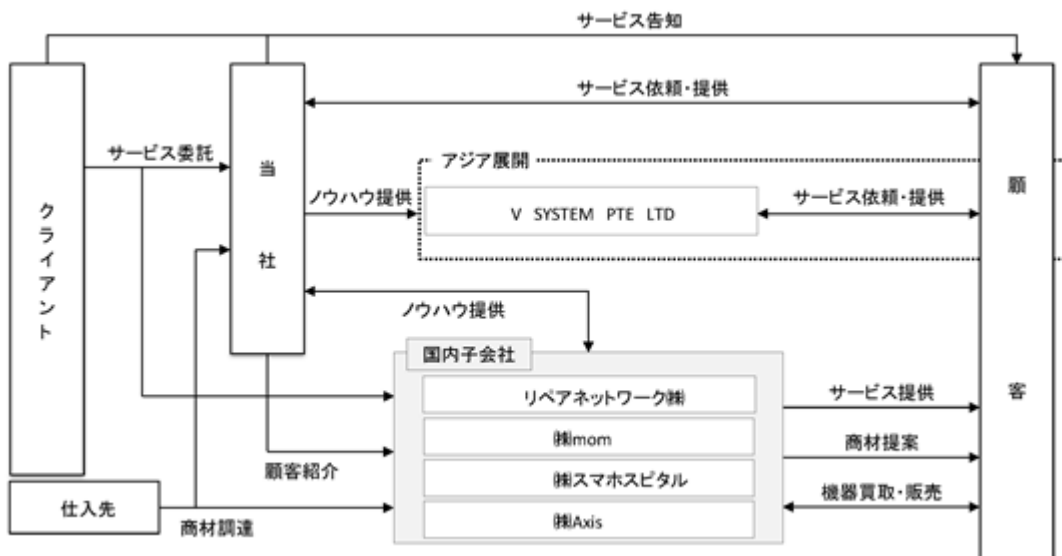 サービス告知
サービス依頼・提供
サービス委託
アジア展開
クライアント
当社
ノウハウ提供
V SYSTEM PTE LTD
サービス依頼・提供
顧客
ノウハウ提供
国内子会社
リペアネットワーク㈱
㈱mom
㈱スマホスピタル
㈱Axis
サービス提供
商材提案
機器買取・販売
顧客紹介
仕入先
商材調達